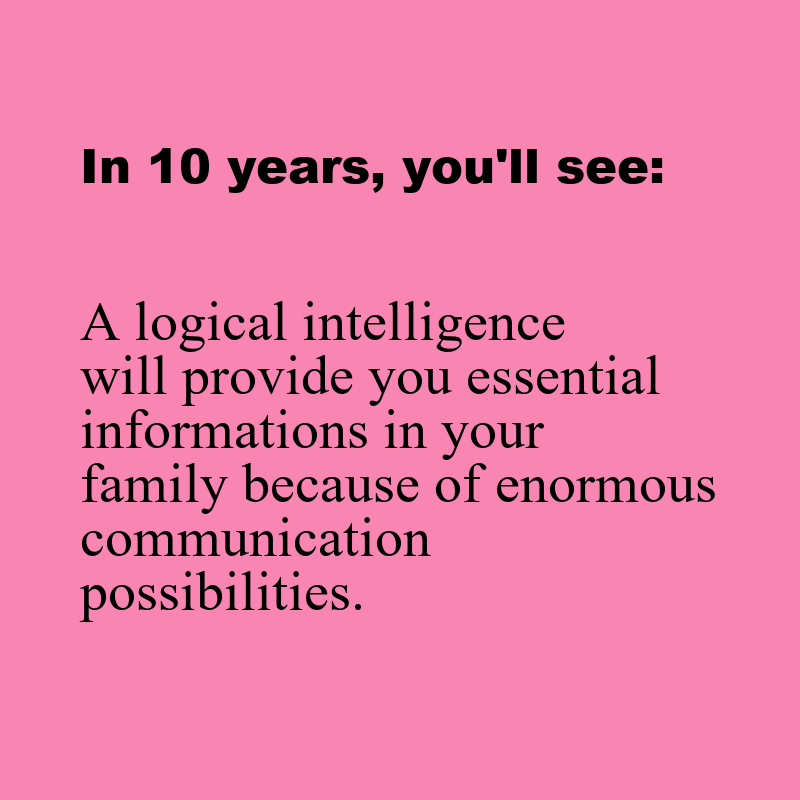 In 10 years, you'll see:
A logical intelligence
will provide you essential
informations in your
family because of enormous
communication
possibilities.